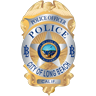 POLICE OFFICER
POLICE
CITY OF LONG BEACH